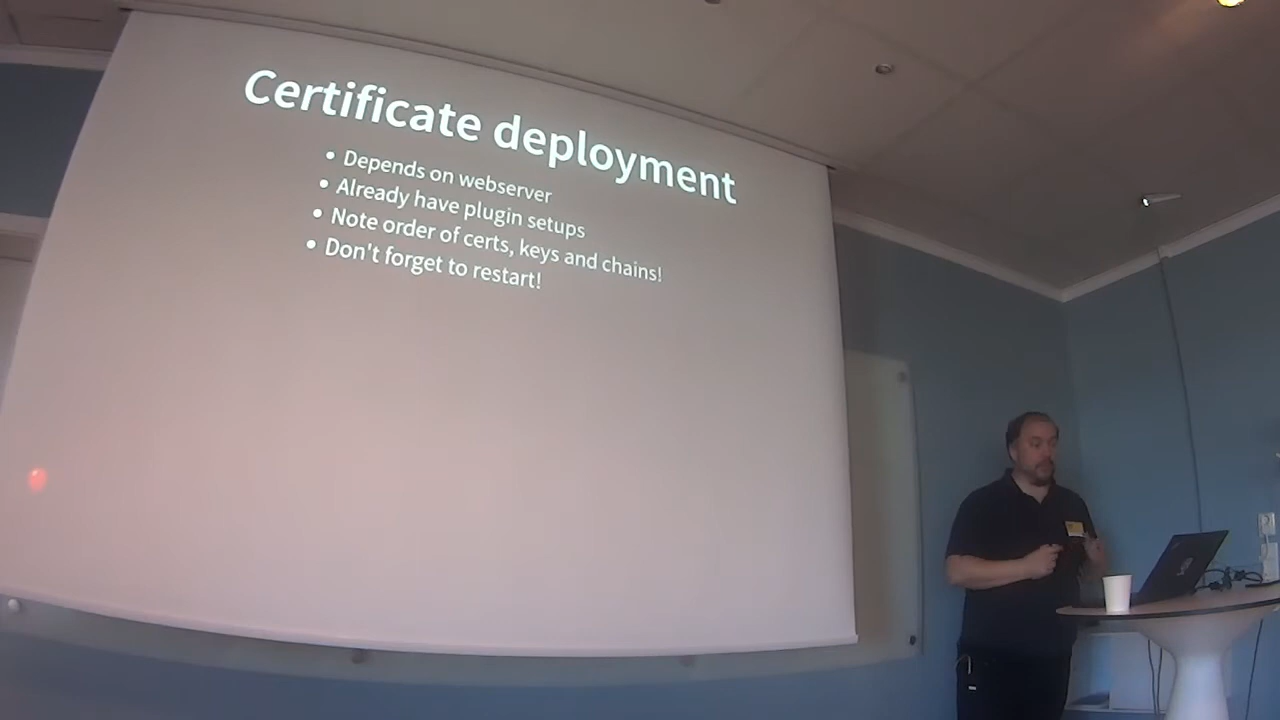 Certificate deployment
• Depends on webserver
• Already have plugin setups
• Note order of certs, keys and chains!
• Don't forget to restart!